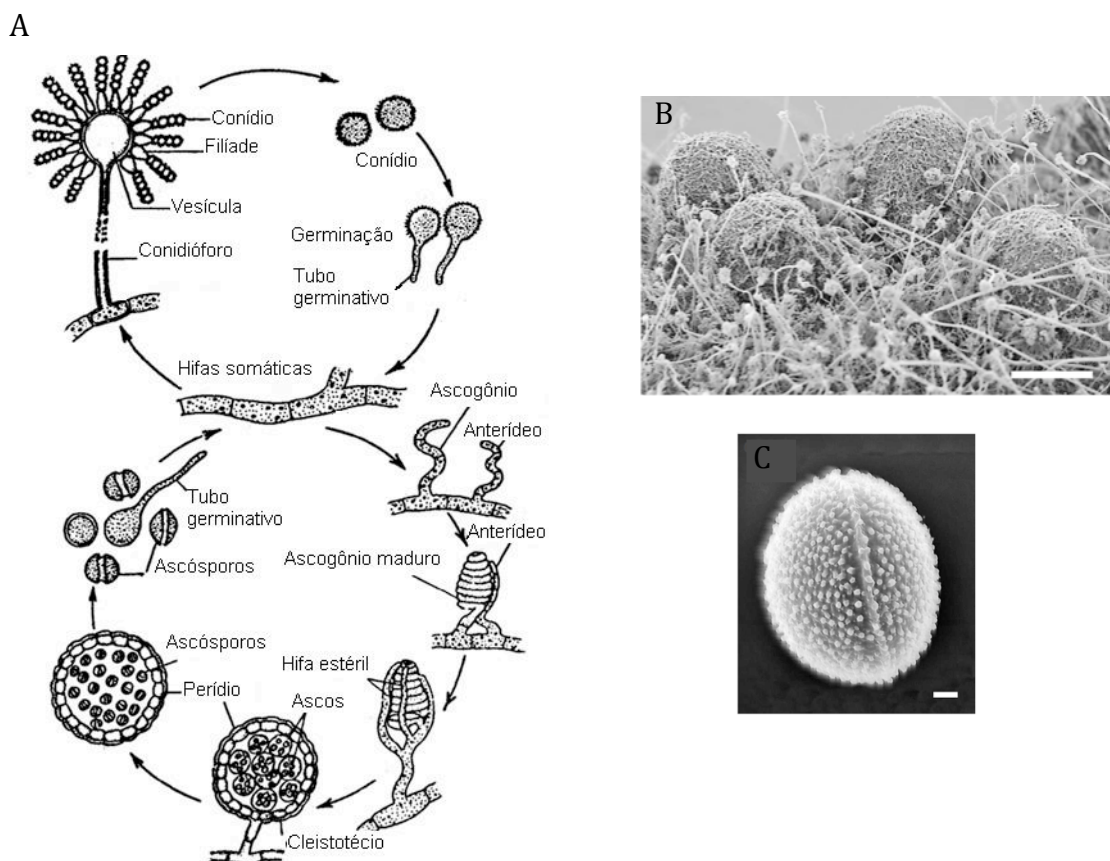 A
Conídio
Filíade
Vesícula
Conidióforo
Conídio
Germinação
Tubo
germinativo
Hifas somáticas
Ascogônio
Anterídeo
Anterídeo
Ascogônio maduro
Hifa estéril
Ascos
Cleistotécio
Ascósporos
Perídio
Ascósporos
Tubo
germinativo
B
C